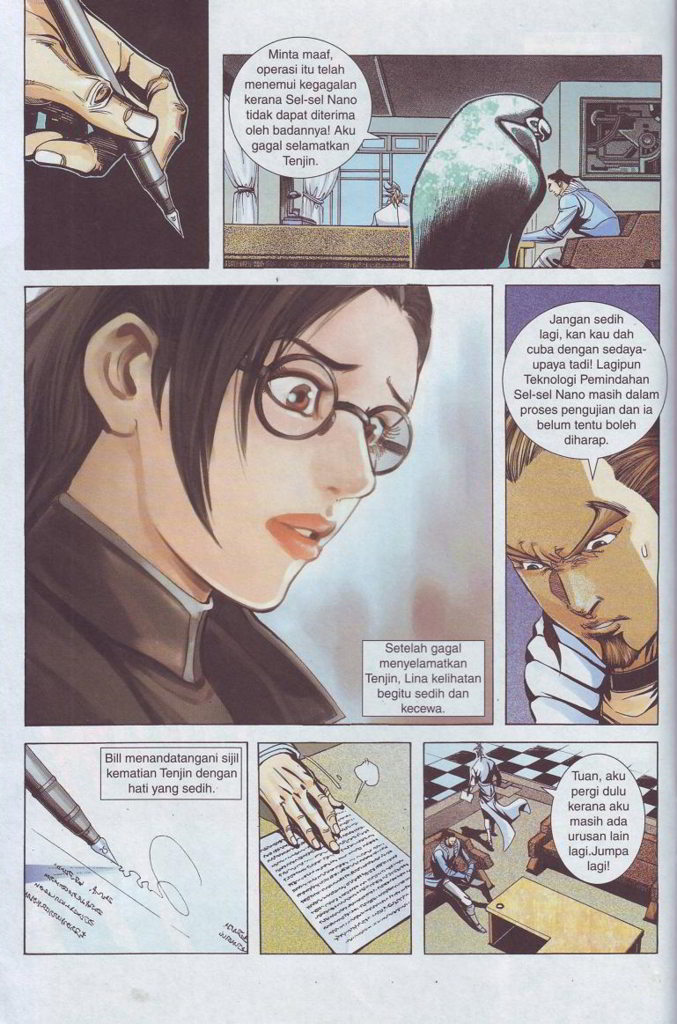 Minta maaf,
operasi itu telah
menemui kegagalan
kerana Sel-sel Nano
tidak dapat diterima
oleh badannya! Aku
gagal selamatkan
Tenjin.
Jangan sedih
lagi, kan kau dah
cuba dengan sedaya-
upaya tadi! Lagipun
Teknologi Pemindahan
Sel-sel Nano masih dalam
proses pengujian dan ia
belum tentu boleh
diharap.
Setelah gagal
menyelamatkan
Tenjin, Lina kelihatan
begitu sedih dan
kecewa.
Bill menandatangani sijil
kematian Tenjin dengan
hati yang sedih.
Tuan, aku
pergi dulu
kerana aku
masih ada
urusan lain
lagi.Jumpa
lagi!